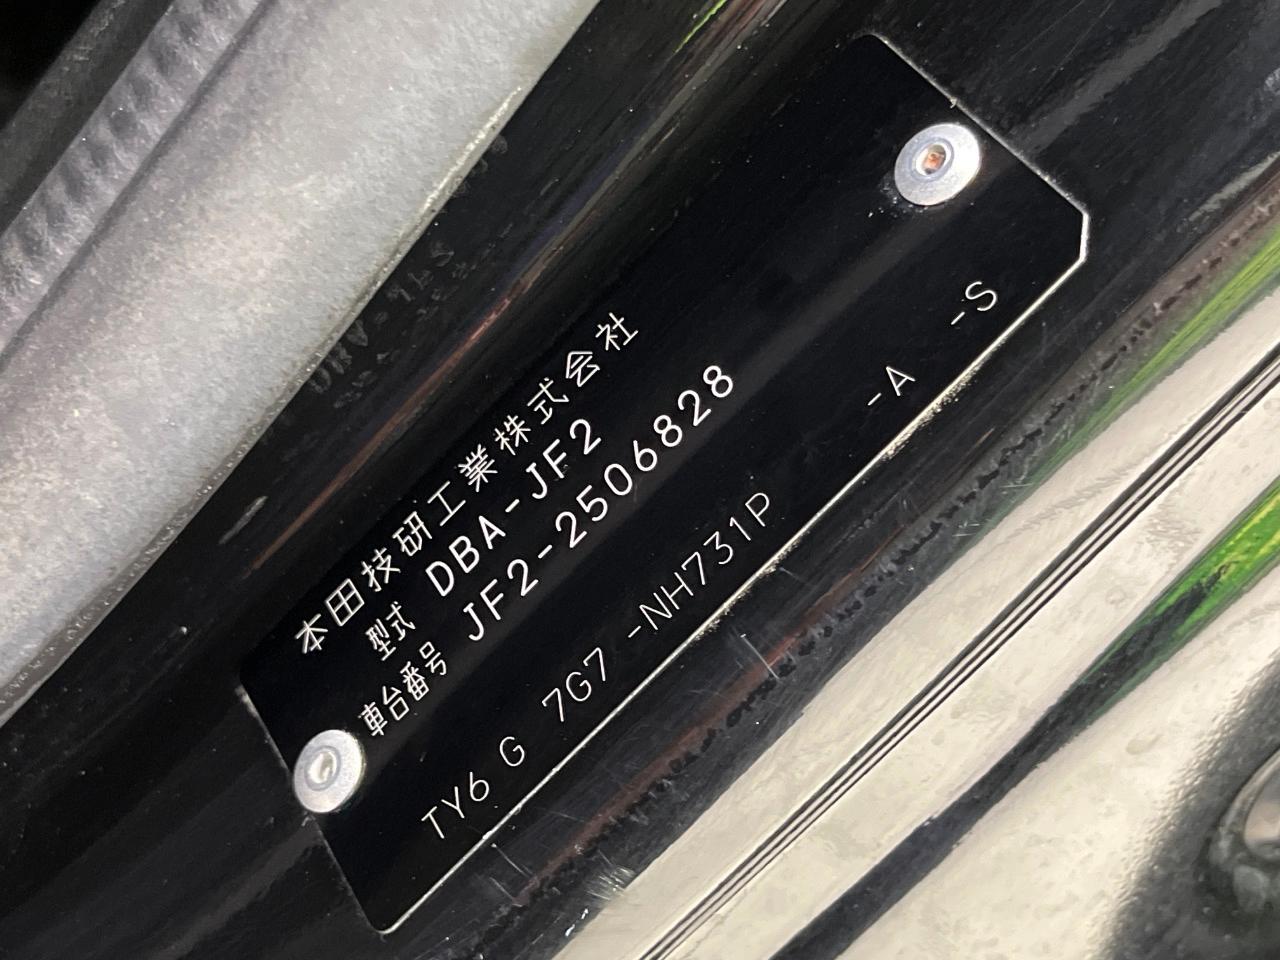 本田技研工業株式会社
型式 DBA-JF2
車台番号 JF2-2506828
TY6 G 7G7 -NH731P -A -S